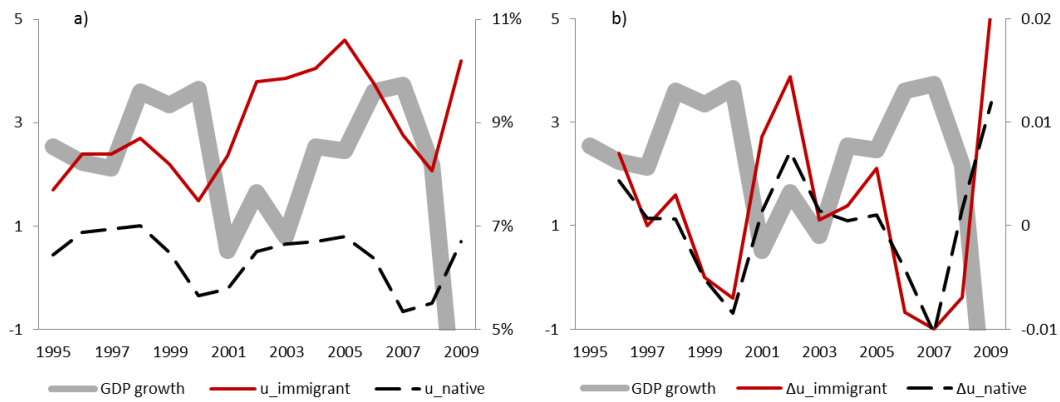 a)
5
3
1
-1
11%
9%
7%
5%
1995 1997 1999 2001 2003 2005 2007 2009
GDP growth u_immigrant u_native
b)
5
3
1
-1
0.02
0.01
0
-0.01
1995 1997 1999 2001 2003 2005 2007 2009
GDP growth Δu_immigrant Δu_native